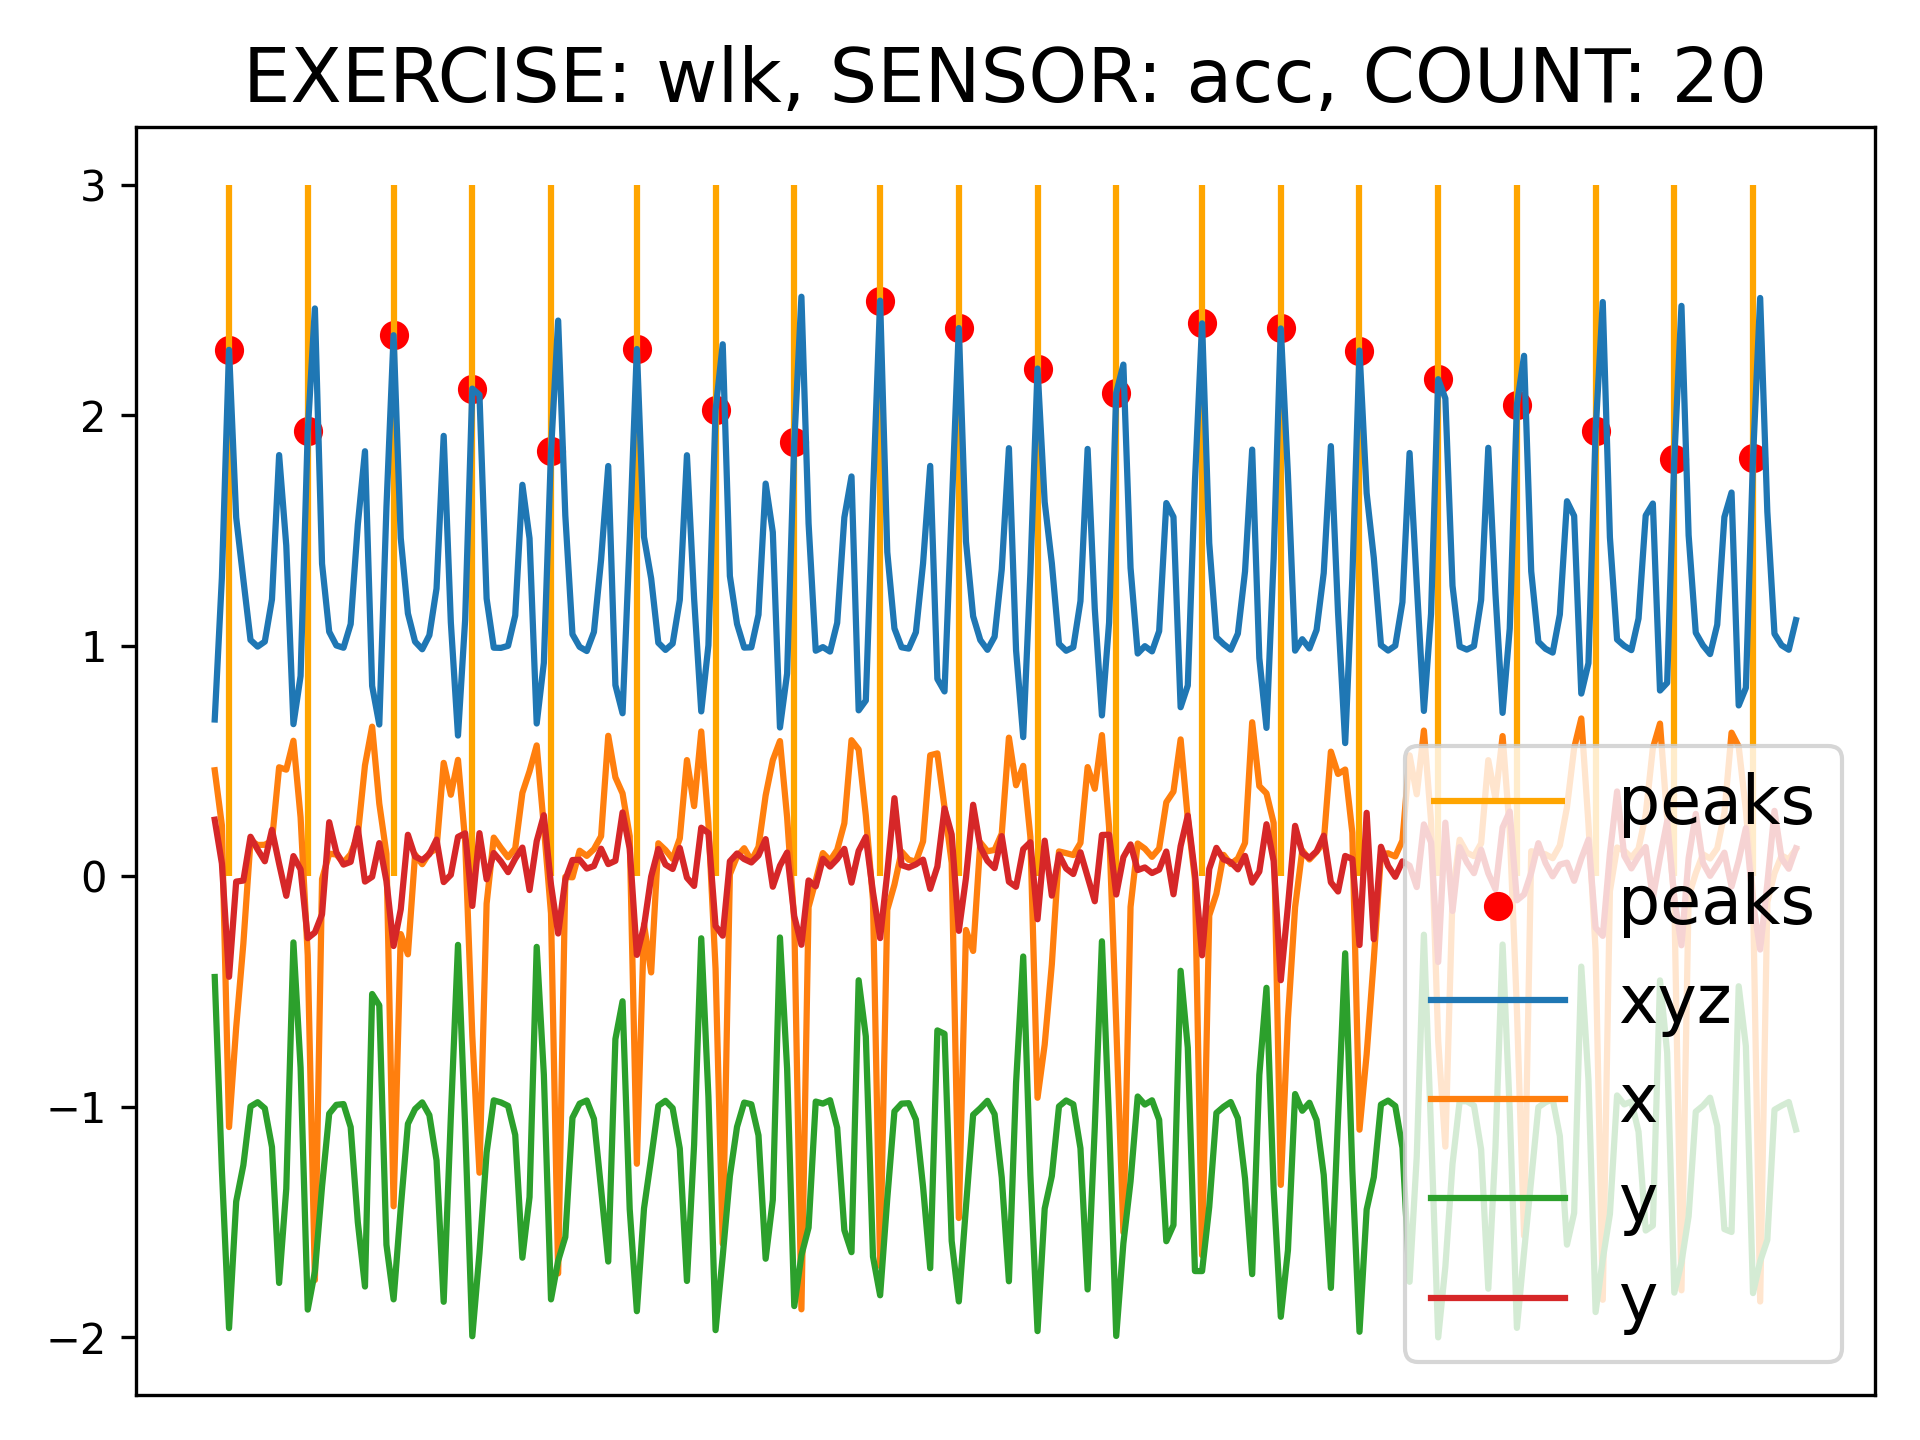 EXERCISE: wlk, SENSOR: acc, COUNT: 20
3
2
1
0
−1
−2
peaks
peaks
xyz
x
y
y